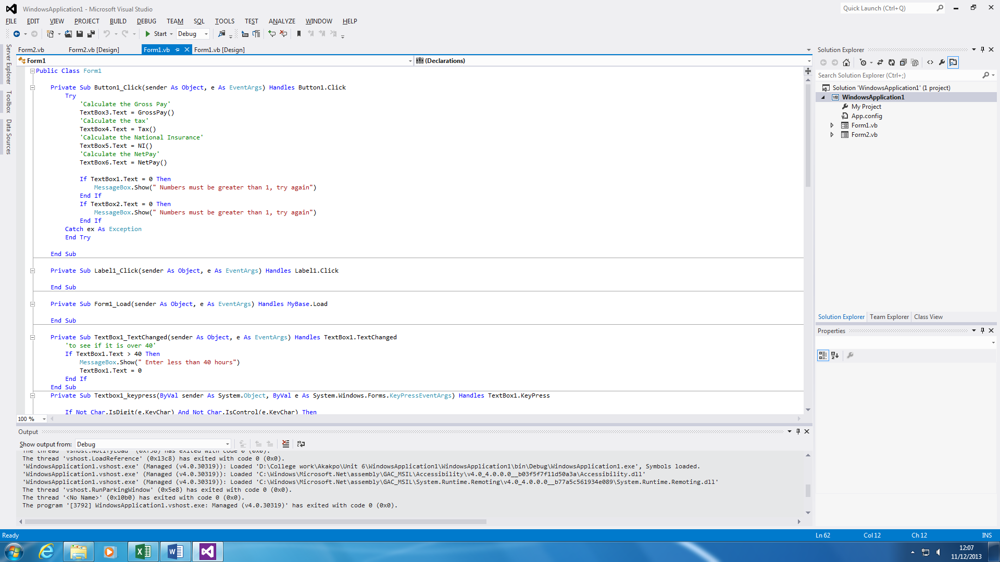 WindowsApplication1 - Microsoft Visual Studio
Quick Launch (Ctrl+Q)
FILE EDIT VIEW PROJECT BUILD DEBUG TEAM SQL TOOLS TEST ANALYZE WINDOW HELP
Start Debug
Server Explorer
Toolbox
Data Sources
Form2.vb Form2.vb [Design] Form1.vb Form1.vb [Design]
Form1 (Declarations)
Public Class Form1
Private Sub Button1_Click(sender As Object, e As EventArgs) Handles Button1.Click
Try
'Calculate the Gross Pay'
TextBox3.Text = GrossPay()
'Calculate the tax'
TextBox4.Text = Tax()
'Calculate the National Insurance'
TextBox5.Text = NI()
'Calculate the NetPay'
TextBox6.Text = NetPay()
If TextBox1.Text = 0 Then
MessageBox.Show(" Numbers must be greater than 1, try again")
End If
If TextBox2.Text = 0 Then
MessageBox.Show(" Numbers must be greater than 1, try again")
End If
Catch ex As Exception
End Try
End Sub
Private Sub Label1_Click(sender As Object, e As EventArgs) Handles Label1.Click
End Sub
Private Sub Form1_Load(sender As Object, e As EventArgs) Handles MyBase.Load
End Sub
Private Sub TextBox1_TextChanged(sender As Object, e As EventArgs) Handles TextBox1.TextChanged
'to see if it is over 40'
If TextBox1.Text > 40 Then
MessageBox.Show(" Enter less than 40 hours")
TextBox1.Text = 0
End If
End Sub
Private Sub Textbox1_keypress(ByVal sender As System.Object, ByVal e As System.Windows.Forms.KeyPressEventArgs) Handles TextBox1.KeyPress
If Not Char.IsDigit(e.KeyChar) And Not Char.IsControl(e.KeyChar) Then
100 %
Output
Show output from: Debug
The thread 'vshost.NotifyLoad' (0xf58) has exited with code 0 (0x0).
The thread 'vshost.LoadReference' (0x13c8) has exited with code 0 (0x0).
'WindowsApplication1.vshost.exe' (Managed (v4.0.30319)): Loaded 'D:\College work\Akakpo\Unit 6\WindowsApplication1\WindowsApplication1\bin\Debug\WindowsApplication1.exe', Symbols loaded.
'WindowsApplication1.vshost.exe' (Managed (v4.0.30319)): Loaded 'C:\Windows\Microsoft.Net\assembly\GAC_MSIL\Accessibility\v4.0_4.0.0.0__b03f5f7f11d50a3a\Accessibility.dll'
'WindowsApplication1.vshost.exe' (Managed (v4.0.30319)): Loaded 'C:\Windows\Microsoft.Net\assembly\GAC_MSIL\System.Runtime.Remoting\v4.0_4.0.0.0__b77a5c561934e089\System.Runtime.Remoting.dll'
The thread 'vshost.RunParkingWindow' (0x5e8) has exited with code 0 (0x0).
The thread '<No Name>' (0x10b0) has exited with code 0 (0x0).
The program '[3792] WindowsApplication1.vshost.exe: Managed (v4.0.30319)' has exited with code 0 (0x0).
Solution Explorer
Search Solution Explorer (Ctrl+;)
Solution 'WindowsApplication1' (1 project)
VB WindowsApplication1
My Project
App.config
Form1.vb
Form2.vb
Solution Explorer Team Explorer Class View
Properties
Ready Ln 62 Col 12 Ch 12 INS
12:07
11/12/2013